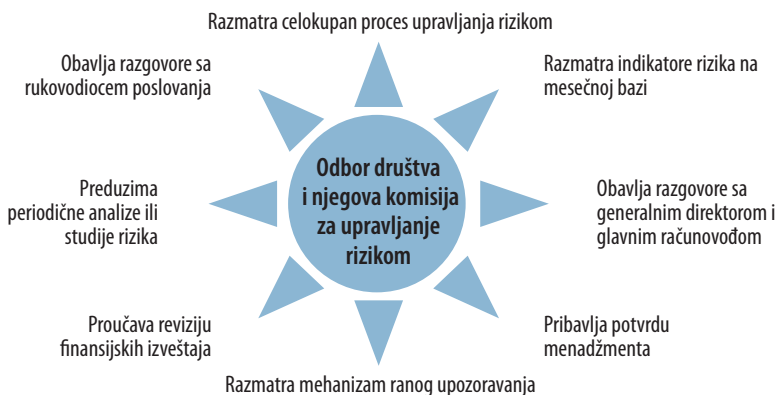 Razmatra celokupan proces upravljanja rizikom
Obavlja razgovore sa
rukovodiocem poslovanja
Razmatra indikatore rizika na
mesečnoj bazi
Odbor društva
i njegova komisija
za upravljanje
rizikom
Preduzima
periodične analize ili
studije rizika
Obavlja razgovore sa
generalnim direktorom i
glavnim računovođom
Proučava reviziju
finansijskih izveštaja
Pribavlja potvrdu
menadžmenta
Razmatra mehanizam ranog upozoravanja